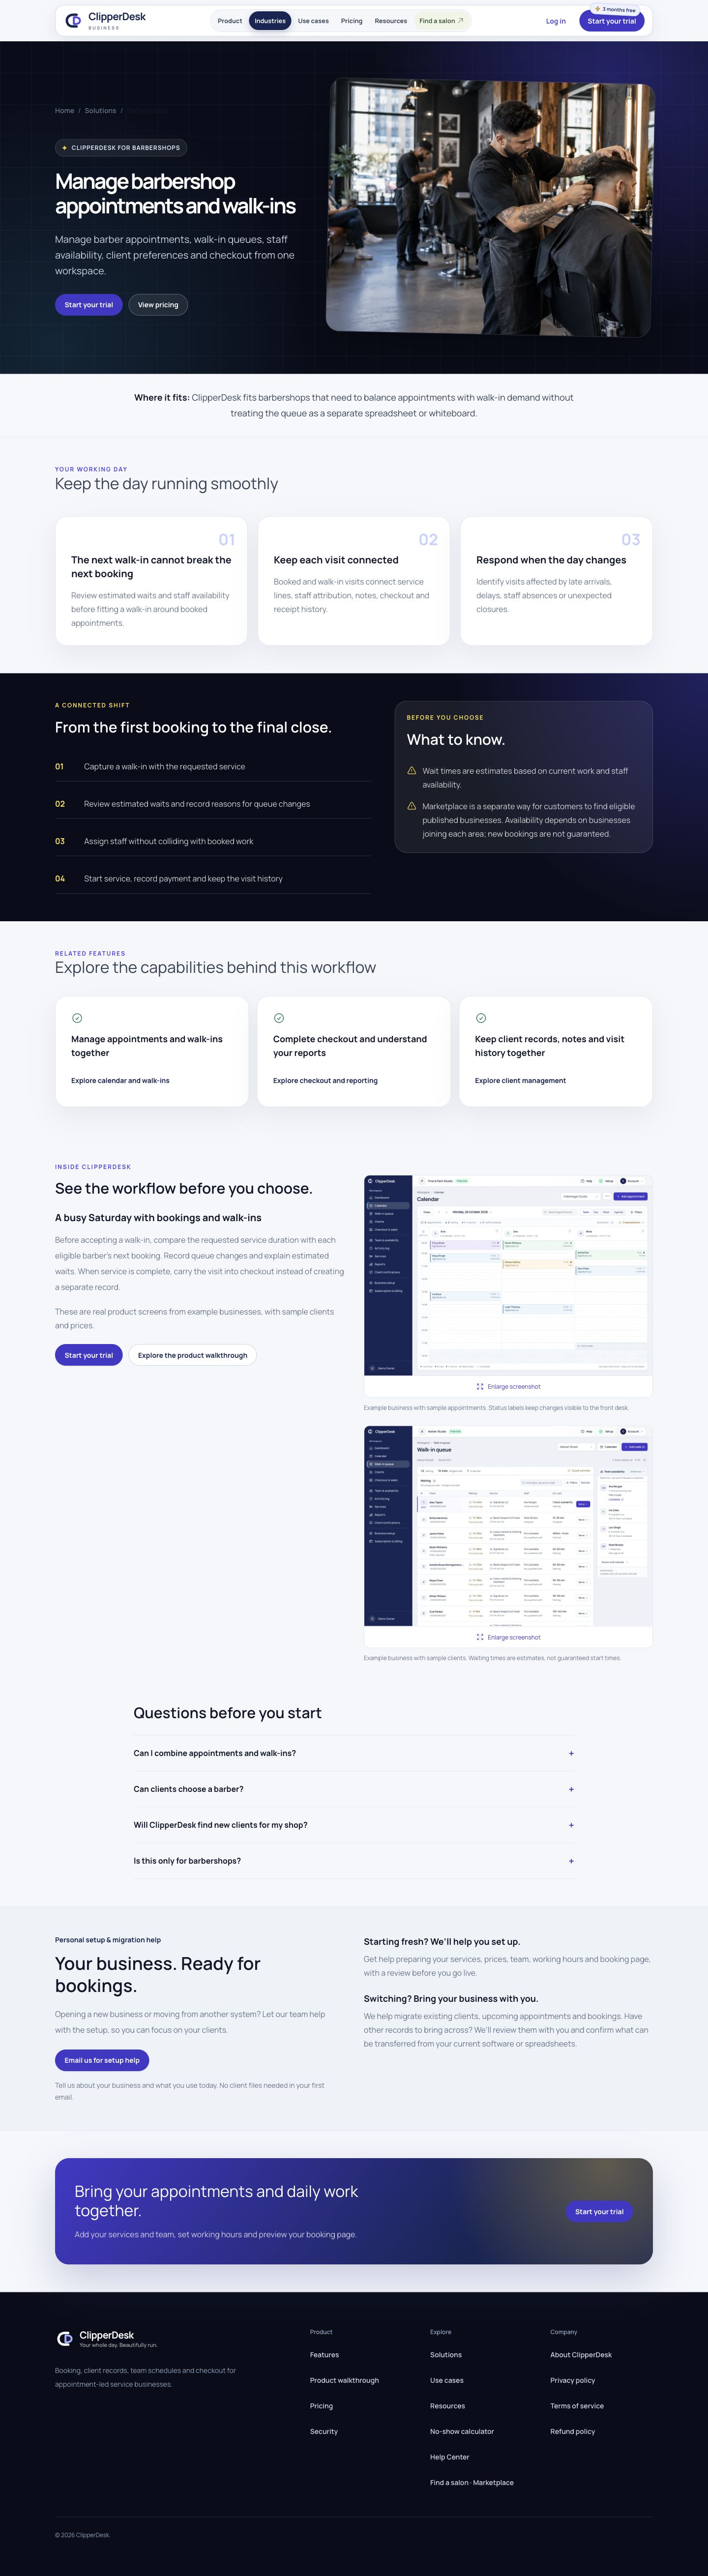 ClipperDesk
BUSINESS
Product
Industries
Use cases
Pricing
Resources
Find a salon
Log in
3 months free
Start your trial
Home / Solutions /
CLIPPERDESK FOR BARBERSHOPS
Manage barbershop
appointments and walk-ins
Manage barber appointments, walk-in queues, staff
availability, client preferences and checkout from one
workspace.
Start your trial
View pricing
Where it fits: ClipperDesk fits barbershops that need to balance appointments with walk-in demand without
treating the queue as a separate spreadsheet or whiteboard.
YOUR WORKING DAY
Keep the day running smoothly
01
The next walk-in cannot break the
next booking
Review estimated waits and staff availability
before fitting a walk-in around booked
appointments.
02
Keep each visit connected
Booked and walk-in visits connect service
lines, staff attribution, notes, checkout and
receipt history.
03
Respond when the day changes
Identify visits affected by late arrivals,
delays, staff absences or unexpected
closures.
A CONNECTED SHIFT
From the first booking to the final close.
01 Capture a walk-in with the requested service
02 Review estimated waits and record reasons for queue changes
03 Assign staff without colliding with booked work
04 Start service, record payment and keep the visit history
BEFORE YOU CHOOSE
What to know.
Wait times are estimates based on current work and staff
availability.
Marketplace is a separate way for customers to find eligible
published businesses. Availability depends on businesses
joining each area; new bookings are not guaranteed.
RELATED FEATURES
Explore the capabilities behind this workflow
Manage appointments and walk-ins
together
Explore calendar and walk-ins
Complete checkout and understand
your reports
Explore checkout and reporting
Keep client records, notes and visit
history together
Explore client management
INSIDE CLIPPERDESK
See the workflow before you choose.
A busy Saturday with bookings and walk-ins
Before accepting a walk-in, compare the requested service duration with each
eligible barber's next booking. Record queue changes and explain estimated
waits. When service is complete, carry the visit into checkout instead of creating
a separate record.
These are real product screens from example businesses, with sample clients
and prices.
Start your trial
Explore the product walkthrough
ClipperDesk
Calendar
Enlarge screenshot
Example business with sample appointments. Status labels keep changes visible to the front desk.
ClipperDesk
Walk-in queue
Enlarge screenshot
Example business with sample clients. Waiting times are estimates, not guaranteed start times.
Questions before you start
Can I combine appointments and walk-ins? +
Can clients choose a barber? +
Will ClipperDesk find new clients for my shop? +
Is this only for barbershops? +
Personal setup & migration help
Your business. Ready for
bookings.
Opening a new business or moving from another system? Let our team help
with the setup, so you can focus on your clients.
Email us for setup help
Tell us about your business and what you use today. No client files needed in your first
email.
Starting fresh? We'll help you set up.
Get help preparing your services, prices, team, working hours and booking page,
with a review before you go live.
Switching? Bring your business with you.
We help migrate existing clients, upcoming appointments and bookings. Have
other records to bring across? We'll review them with you and confirm what can
be transferred from your current software or spreadsheets.
Bring your appointments and daily work
together.
Add your services and team, set working hours and preview your booking page.
Start your trial
ClipperDesk
Your whole day. Beautifully run.
Booking, client records, team schedules and checkout for
appointment-led service businesses.
Product
Features
Product walkthrough
Pricing
Security
Explore
Solutions
Use cases
Resources
No-show calculator
Help Center
Find a salon · Marketplace
Company
About ClipperDesk
Privacy policy
Terms of service
Refund policy
© 2026 ClipperDesk.